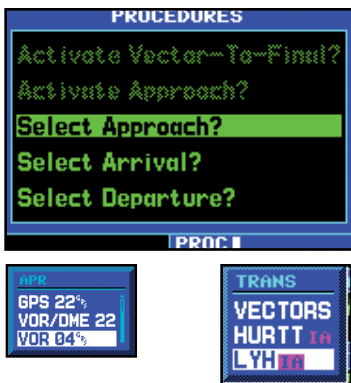 PROCEDURES
Activate Vector-To-Final?
Activate Approach?
Select Approach?
Select Arrival?
Select Departure?
PROC
APR
GPS 22
VOR/DME 22
VOR 04
TRANS
VECTORS
HURTT IA
LYH IA